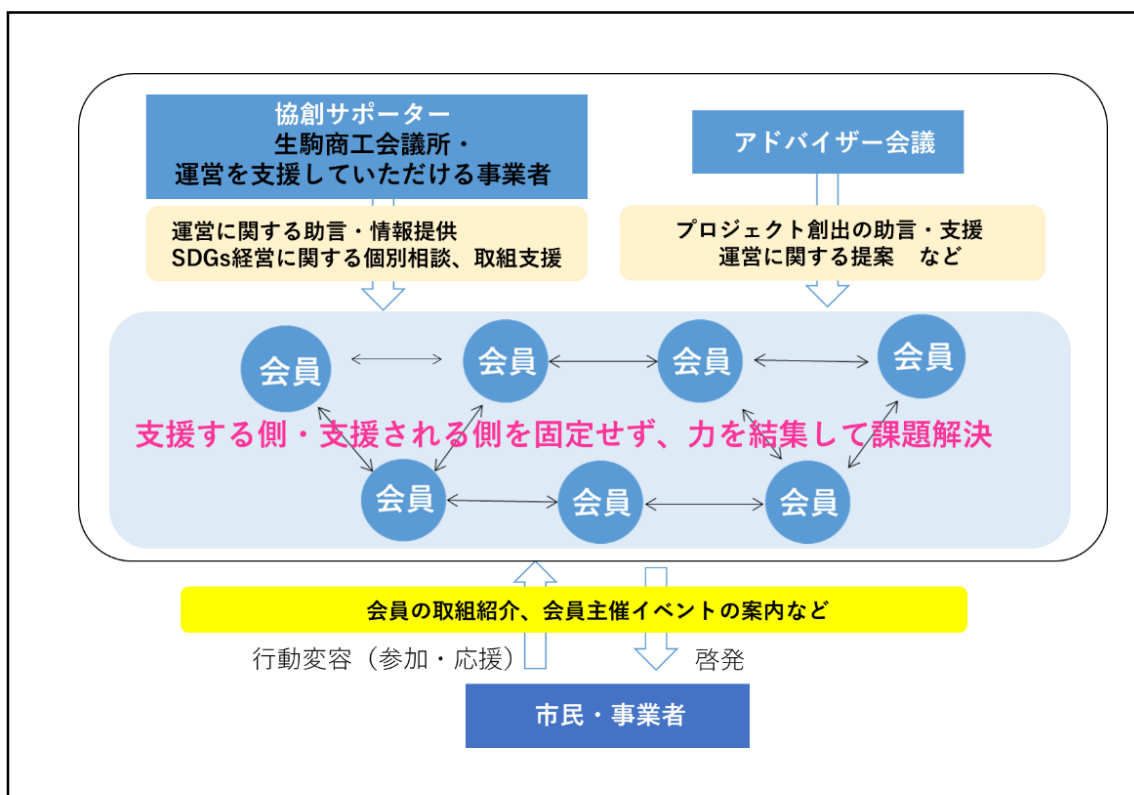 協創サポーター
生駒商工会議所・
運営を支援していただける事業者
アドバイザー会議
運営に関する助言・情報提供
SDGs経営に関する個別相談、取組支援
プロジェクト創出の助言・支援
運営に関する提案　など
会員
会員
会員
会員
支援する側・支援される側を固定せず、力を結集して課題解決
会員
会員
会員
会員の取組紹介、会員主催イベントの案内など
行動変容（参加・応援）
啓発
市民・事業者